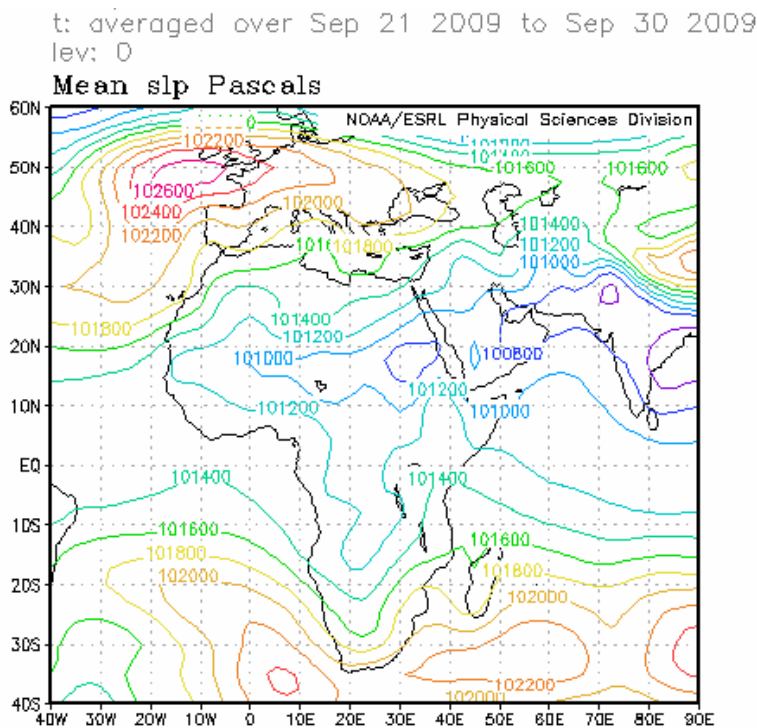 t: averaged over Sep 21 2009 to Sep 30 2009
lev: 0
Mean slp Pascals
NOAA/ESRL Physical Sciences Division
60N
102200
101600
101600
50N
102600
102400
102000
101400
40N
102200
101800
101200
101000
30N
101800
101400
101200
20N
101000
100800
101200
101200
101000
10N
EQ
101400
101400
10S
101600
101600
101800
101800
20S
102000
102000
30S
102200
102000
40S
40W 30W 20W 10W 0 10E 20E 30E 40E 50E 60E 70E 80E 90E